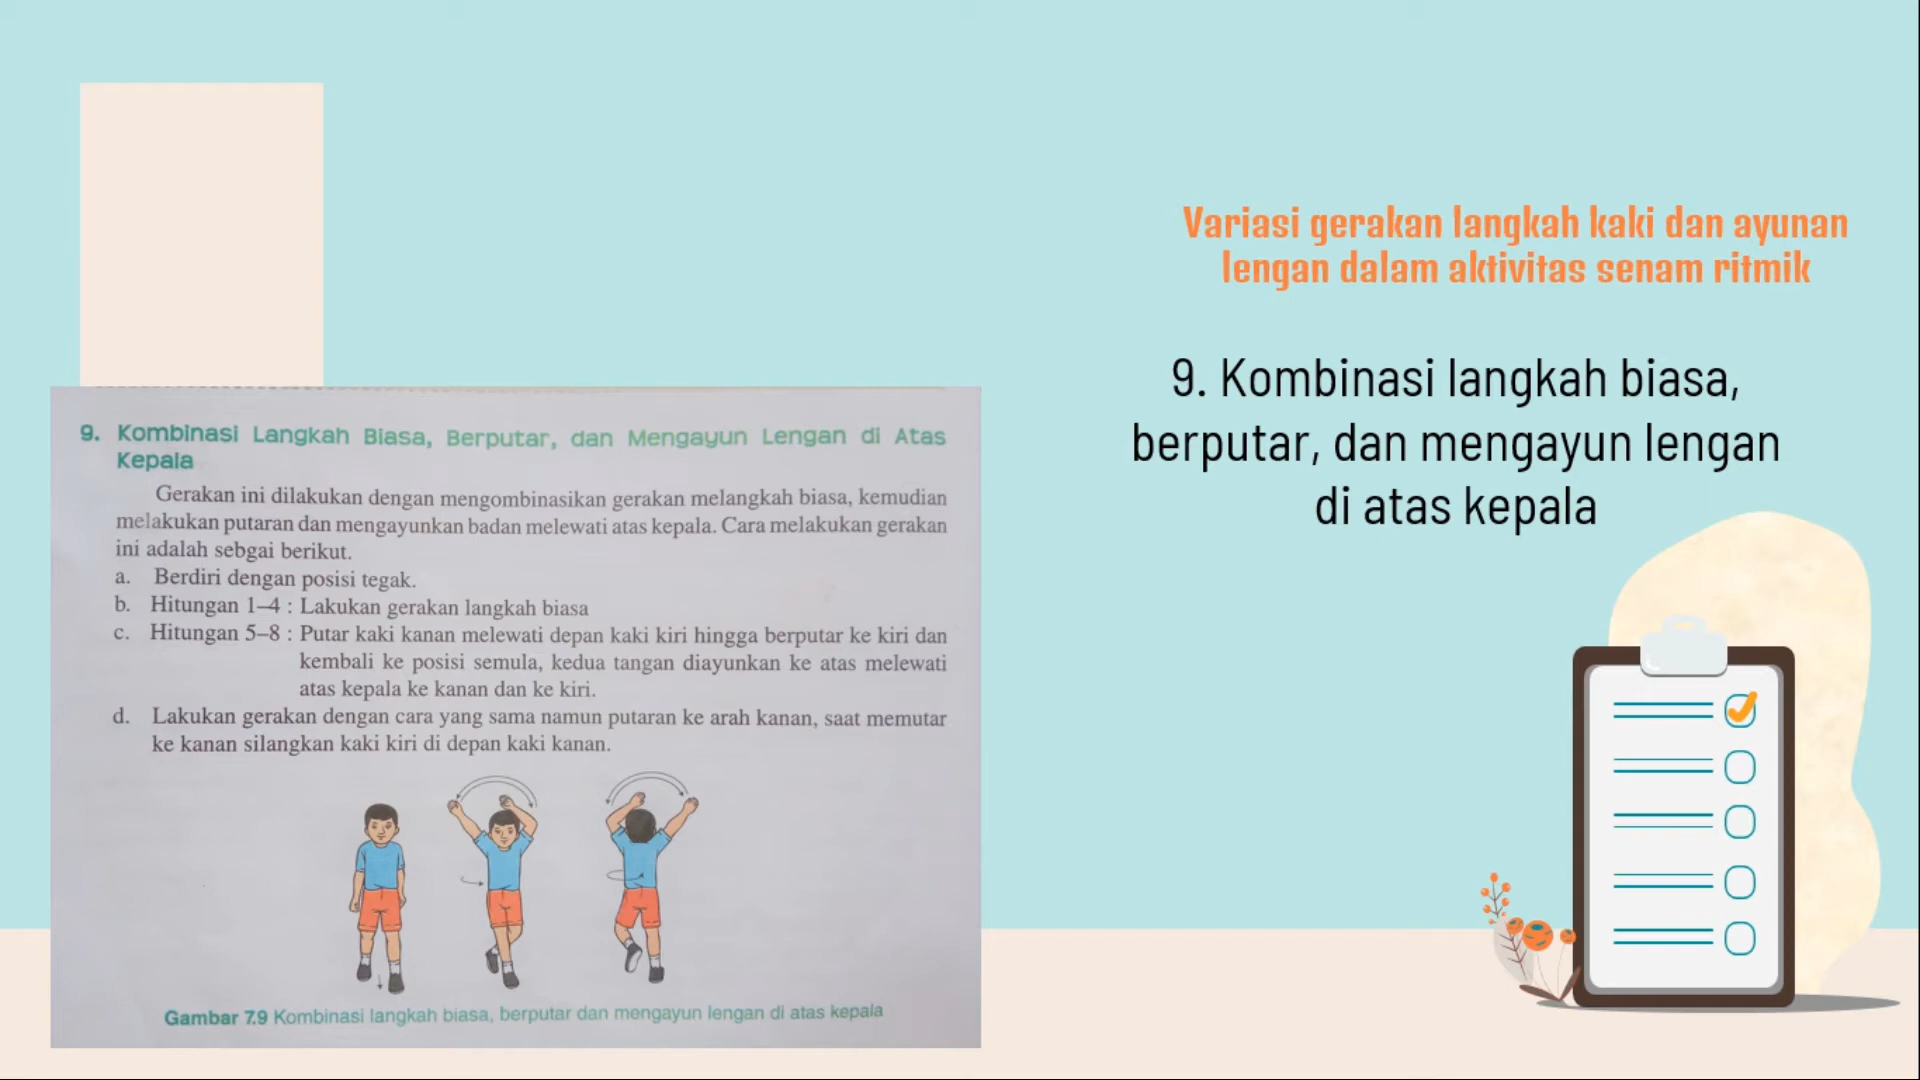 Variasi gerakan langkah kaki dan ayunan
lengan dalam aktivitas senam ritmik
9. Kombinasi langkah biasa,
berputar, dan mengayun lengan
di atas kepala
9. Kombinasi Langkah Biasa, Berputar, dan Mengayun Lengan di Atas
Kepala
Gerakan ini dilakukan dengan mengombinasikan gerakan melangkah biasa, kemudian
melakukan putaran dan mengayunkan badan melewati atas kepala. Cara melakukan gerakan
ini adalah sebgai berikut.
a. Berdiri dengan posisi tegak.
b. Hitungan 1–4 : Lakukan gerakan langkah biasa
c. Hitungan 5–8 : Putar kaki kanan melewati depan kaki kiri hingga berputar ke kiri dan
kembali ke posisi semula, kedua tangan diayunkan ke atas melewati
atas kepala ke kanan dan ke kiri.
d. Lakukan gerakan dengan cara yang sama namun putaran ke arah kanan, saat memutar
ke kanan silangkan kaki kiri di depan kaki kanan.
Gambar 7.9 Kombinasi langkah biasa, berputar dan mengayun lengan di atas kepala